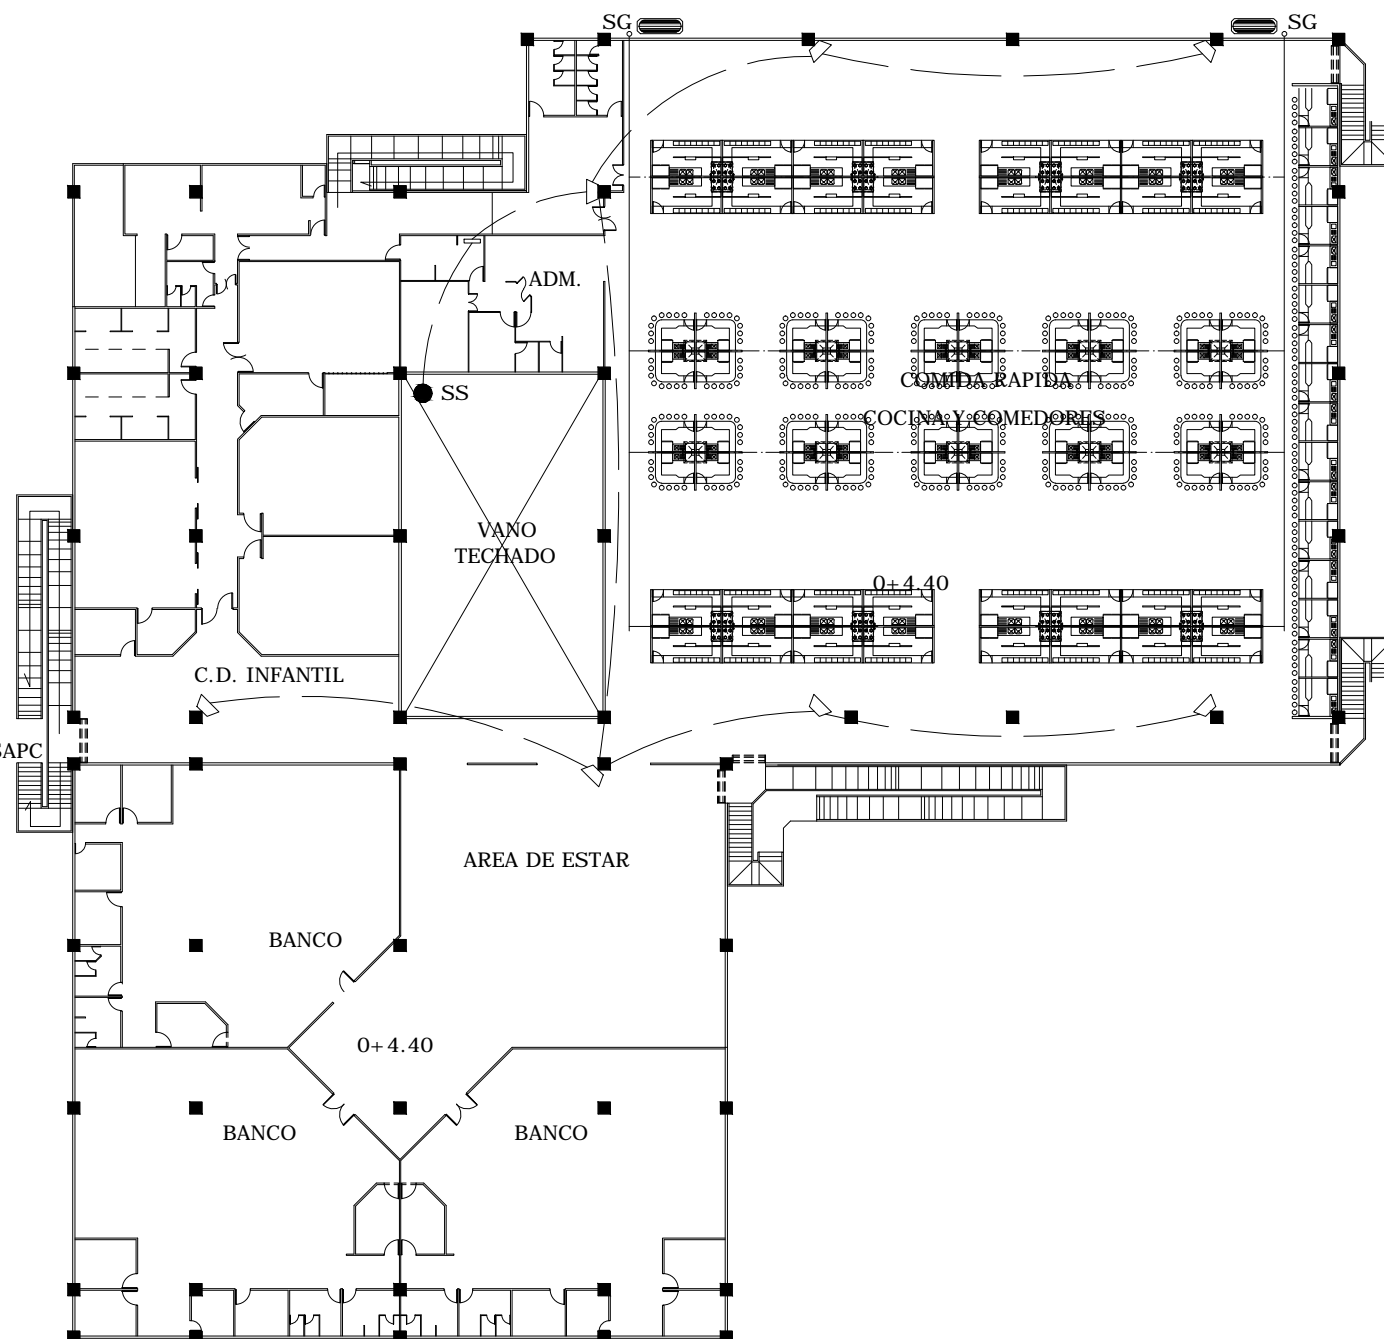 SG
SG
ADM.
SS
COMIDA RAPIDA
COCINA Y COMEDORES
VANO
TECHADO
0+4.40
C.D. INFANTIL
SAPC
AREA DE ESTAR
BANCO
0+4.40
BANCO
BANCO